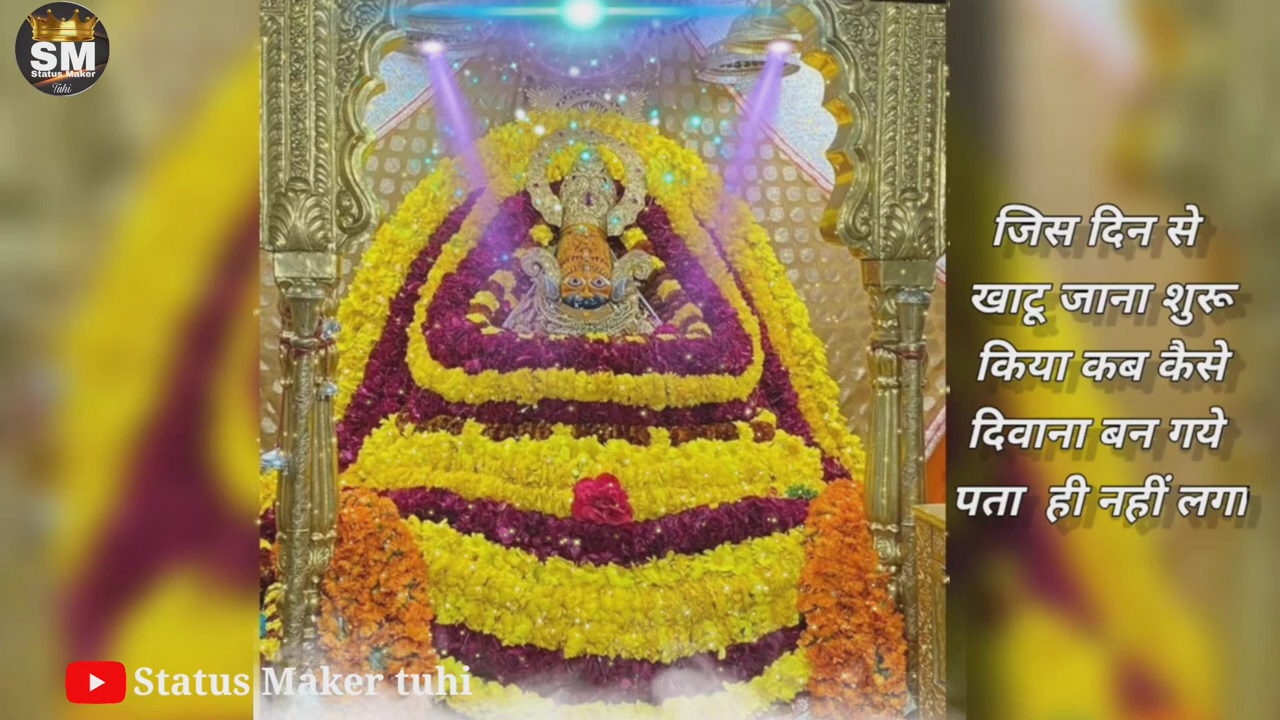 SM
Status Maker
Tuhi
जिस दिन से
खाटू जाना शुरू
किया कब कैसे
दिवाना बन गये
पता ही नहीं लगा
Status Maker tuhi